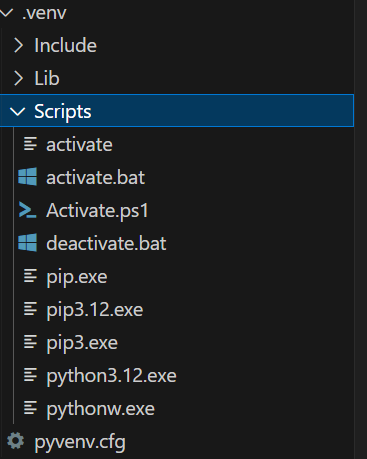 .venv
Include
Lib
Scripts
activate
activate.bat
Activate.ps1
deactivate.bat
pip.exe
pip3.12.exe
pip3.exe
python3.12.exe
pythonw.exe
pyvenv.cfg